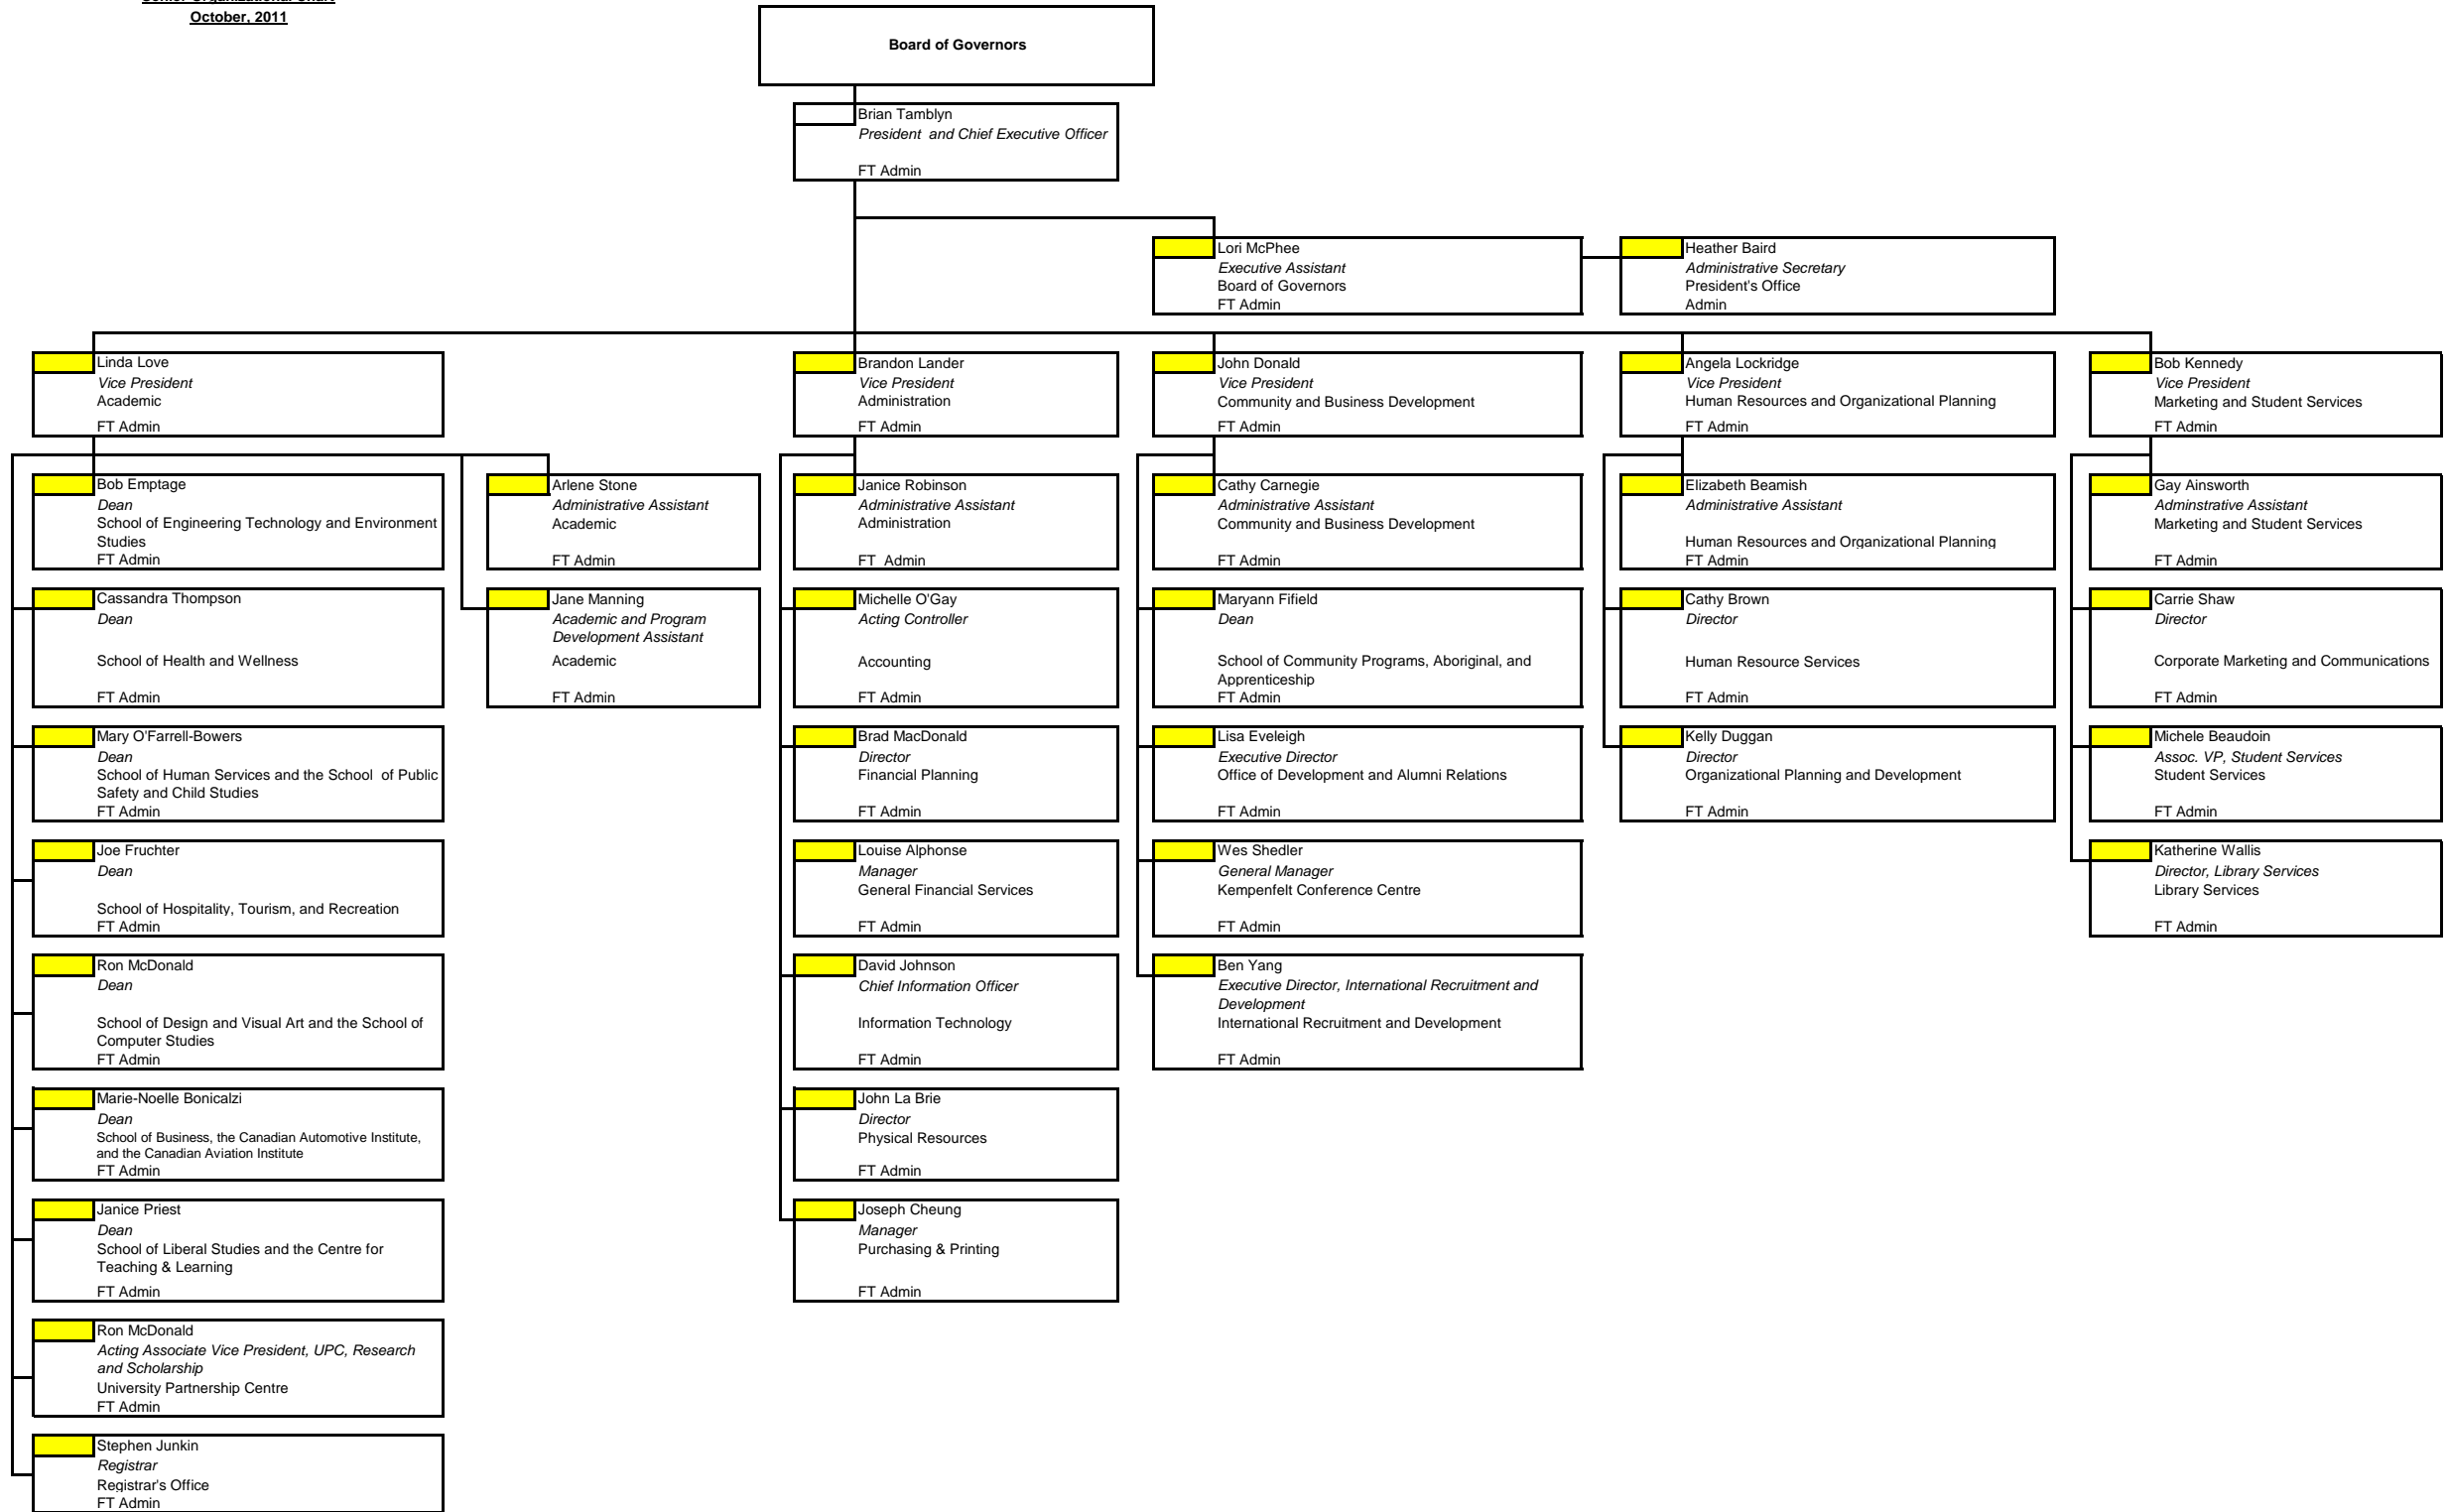 Senior Organizational Chart
October, 2011
Board of Governors
Brian Tamblyn
President and Chief Executive Officer
FT Admin
Lori McPhee
Executive Assistant
Board of Governors
FT Admin
Heather Baird
Administrative Secretary
President's Office
Admin
Linda Love
Vice President
Academic
FT Admin
Brandon Lander
Vice President
Administration
FT Admin
John Donald
Vice President
Community and Business Development
FT Admin
Angela Lockridge
Vice President
Human Resources and Organizational Planning
FT Admin
Bob Kennedy
Vice President
Marketing and Student Services
FT Admin
Bob Emptage
Dean
School of Engineering Technology and Environment
Studies
FT Admin
Arlene Stone
Administrative Assistant
Academic
FT Admin
Janice Robinson
Administrative Assistant
Administration
FT Admin
Cathy Carnegie
Administrative Assistant
Community and Business Development
FT Admin
Elizabeth Beamish
Administrative Assistant
Human Resources and Organizational Planning
FT Admin
Gay Ainsworth
Adminstrative Assistant
Marketing and Student Services
FT Admin
Cassandra Thompson
Dean
School of Health and Wellness
FT Admin
Jane Manning
Academic and Program
Development Assistant
Academic
FT Admin
Michelle O'Gay
Acting Controller
Accounting
FT Admin
Maryann Fifield
Dean
School of Community Programs, Aboriginal, and
Apprenticeship
FT Admin
Cathy Brown
Director
Human Resource Services
FT Admin
Carrie Shaw
Director
Corporate Marketing and Communications
FT Admin
Mary O'Farrell-Bowers
Dean
School of Human Services and the School of Public
Safety and Child Studies
FT Admin
Brad MacDonald
Director
Financial Planning
FT Admin
Lisa Eveleigh
Executive Director
Office of Development and Alumni Relations
FT Admin
Kelly Duggan
Director
Organizational Planning and Development
FT Admin
Michele Beaudoin
Assoc. VP, Student Services
Student Services
FT Admin
Joe Fruchter
Dean
School of Hospitality, Tourism, and Recreation
FT Admin
Louise Alphonse
Manager
General Financial Services
FT Admin
Wes Shedler
General Manager
Kempenfelt Conference Centre
FT Admin
Katherine Wallis
Director, Library Services
Library Services
FT Admin
Ron McDonald
Dean
School of Design and Visual Art and the School of
Computer Studies
FT Admin
David Johnson
Chief Information Officer
Information Technology
FT Admin
Ben Yang
Executive Director, International Recruitment and
Development
International Recruitment and Development
FT Admin
Marie-Noelle Bonicalzi
Dean
School of Business, the Canadian Automotive Institute,
and the Canadian Aviation Institute
FT Admin
John La Brie
Director
Physical Resources
FT Admin
Janice Priest
Dean
School of Liberal Studies and the Centre for
Teaching & Learning
FT Admin
Joseph Cheung
Manager
Purchasing & Printing
FT Admin
Ron McDonald
Acting Associate Vice President, UPC, Research
and Scholarship
University Partnership Centre
FT Admin
Stephen Junkin
Registrar
Registrar's Office
FT Admin